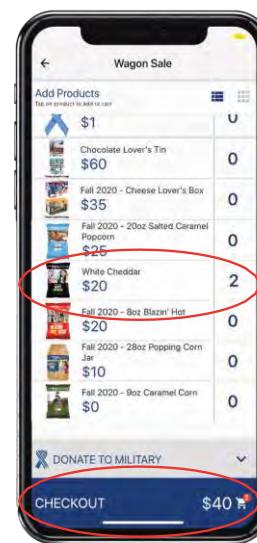 ← Wagon Sale
Add Products
Tap on product to add to cart
$1 0
Chocolate Lover's Tin
$60 0
Fall 2020 - Cheese Lover's Box
$35 0
Fall 2020 - 20oz Salted Caramel
Popcorn
$25 0
White Cheddar
$20 2
Fall 2020 - 8oz Blazin' Hot
$20 0
Fall 2020 - 28oz Popping Corn
Jar
$10 0
Fall 2020 - 9oz Caramel Corn
$0 0
DONATE TO MILITARY
CHECKOUT $40